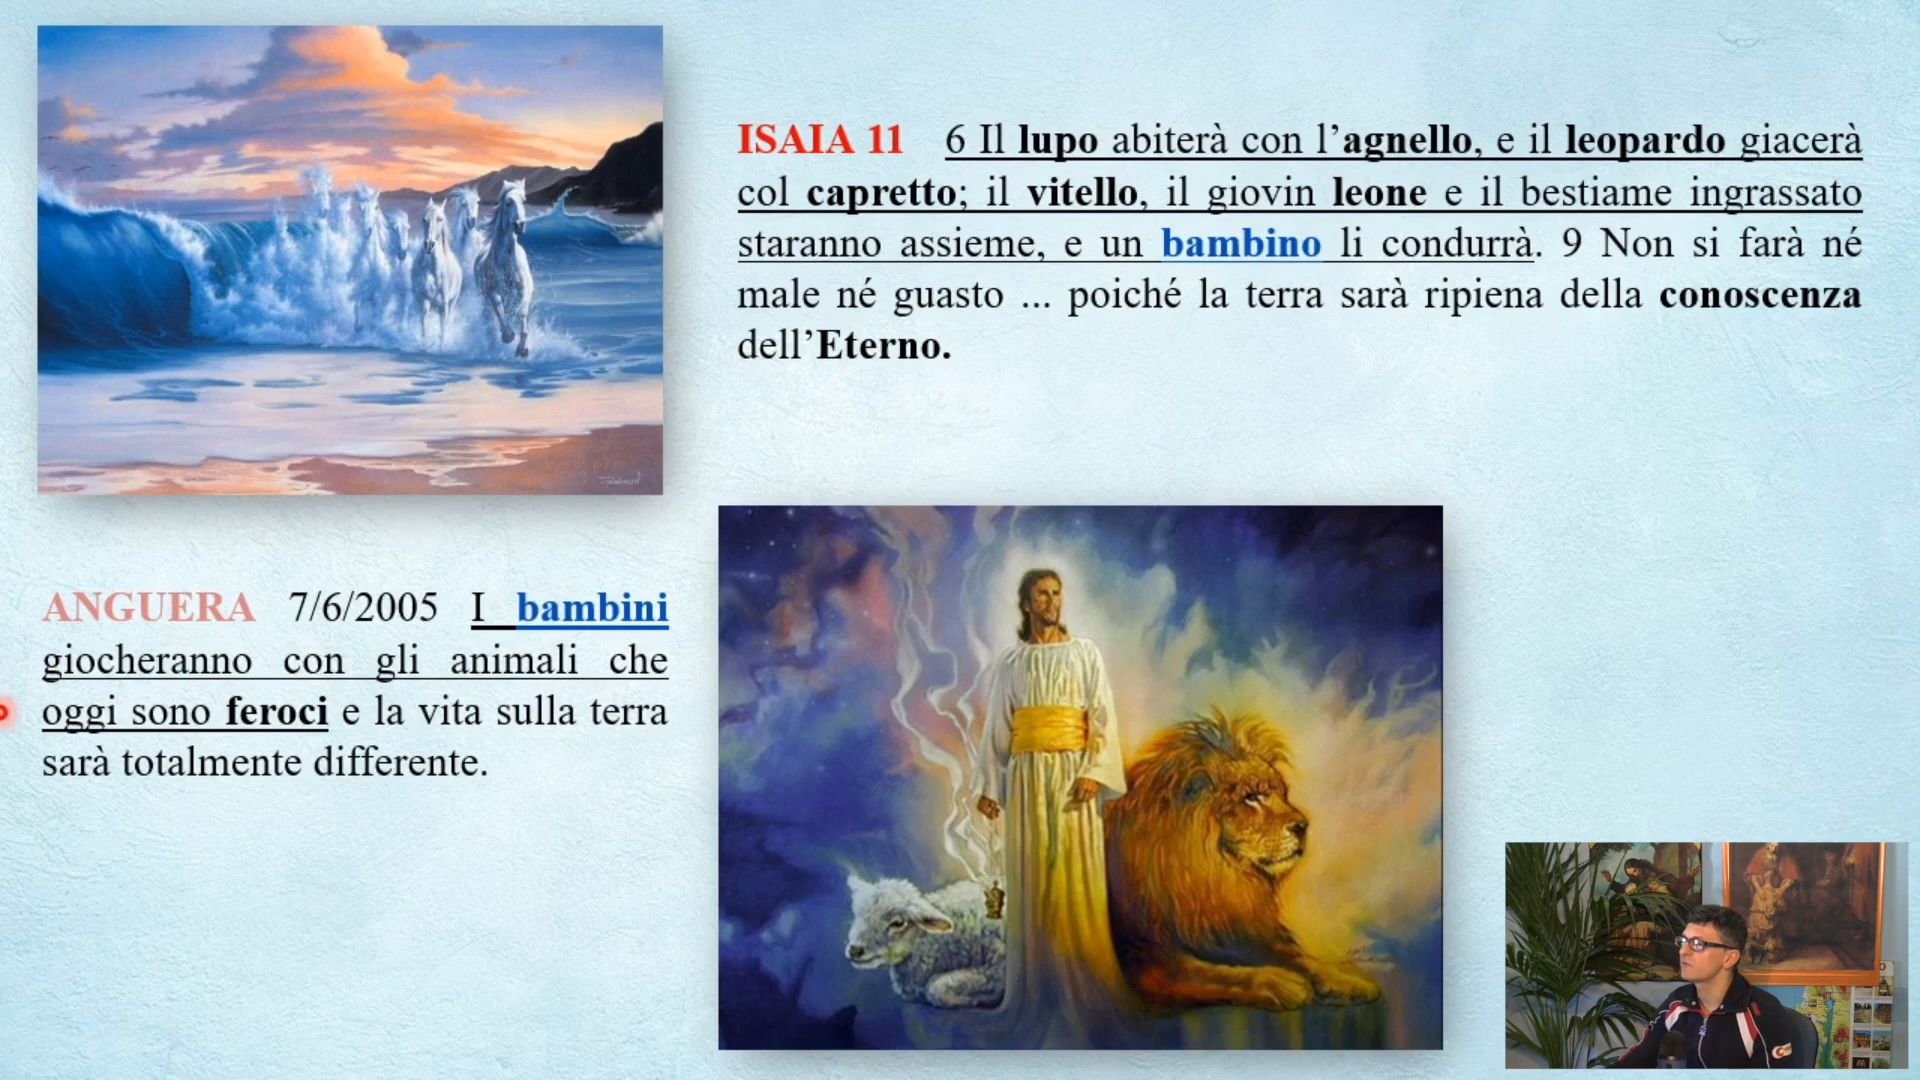 ISAIA 11 6 Il lupo abiterà con l’agnello, e il leopardo giacerà
col capretto; il vitello, il giovin leone e il bestiame ingrassato
staranno assieme, e un bambino li condurrà. 9 Non si farà né
male né guasto ... poiché la terra sarà ripiena della conoscenza
dell’Eterno.
ANGUERA 7/6/2005 I bambini
giocheranno con gli animali che
oggi sono feroci e la vita sulla terra
sarà totalmente differente.